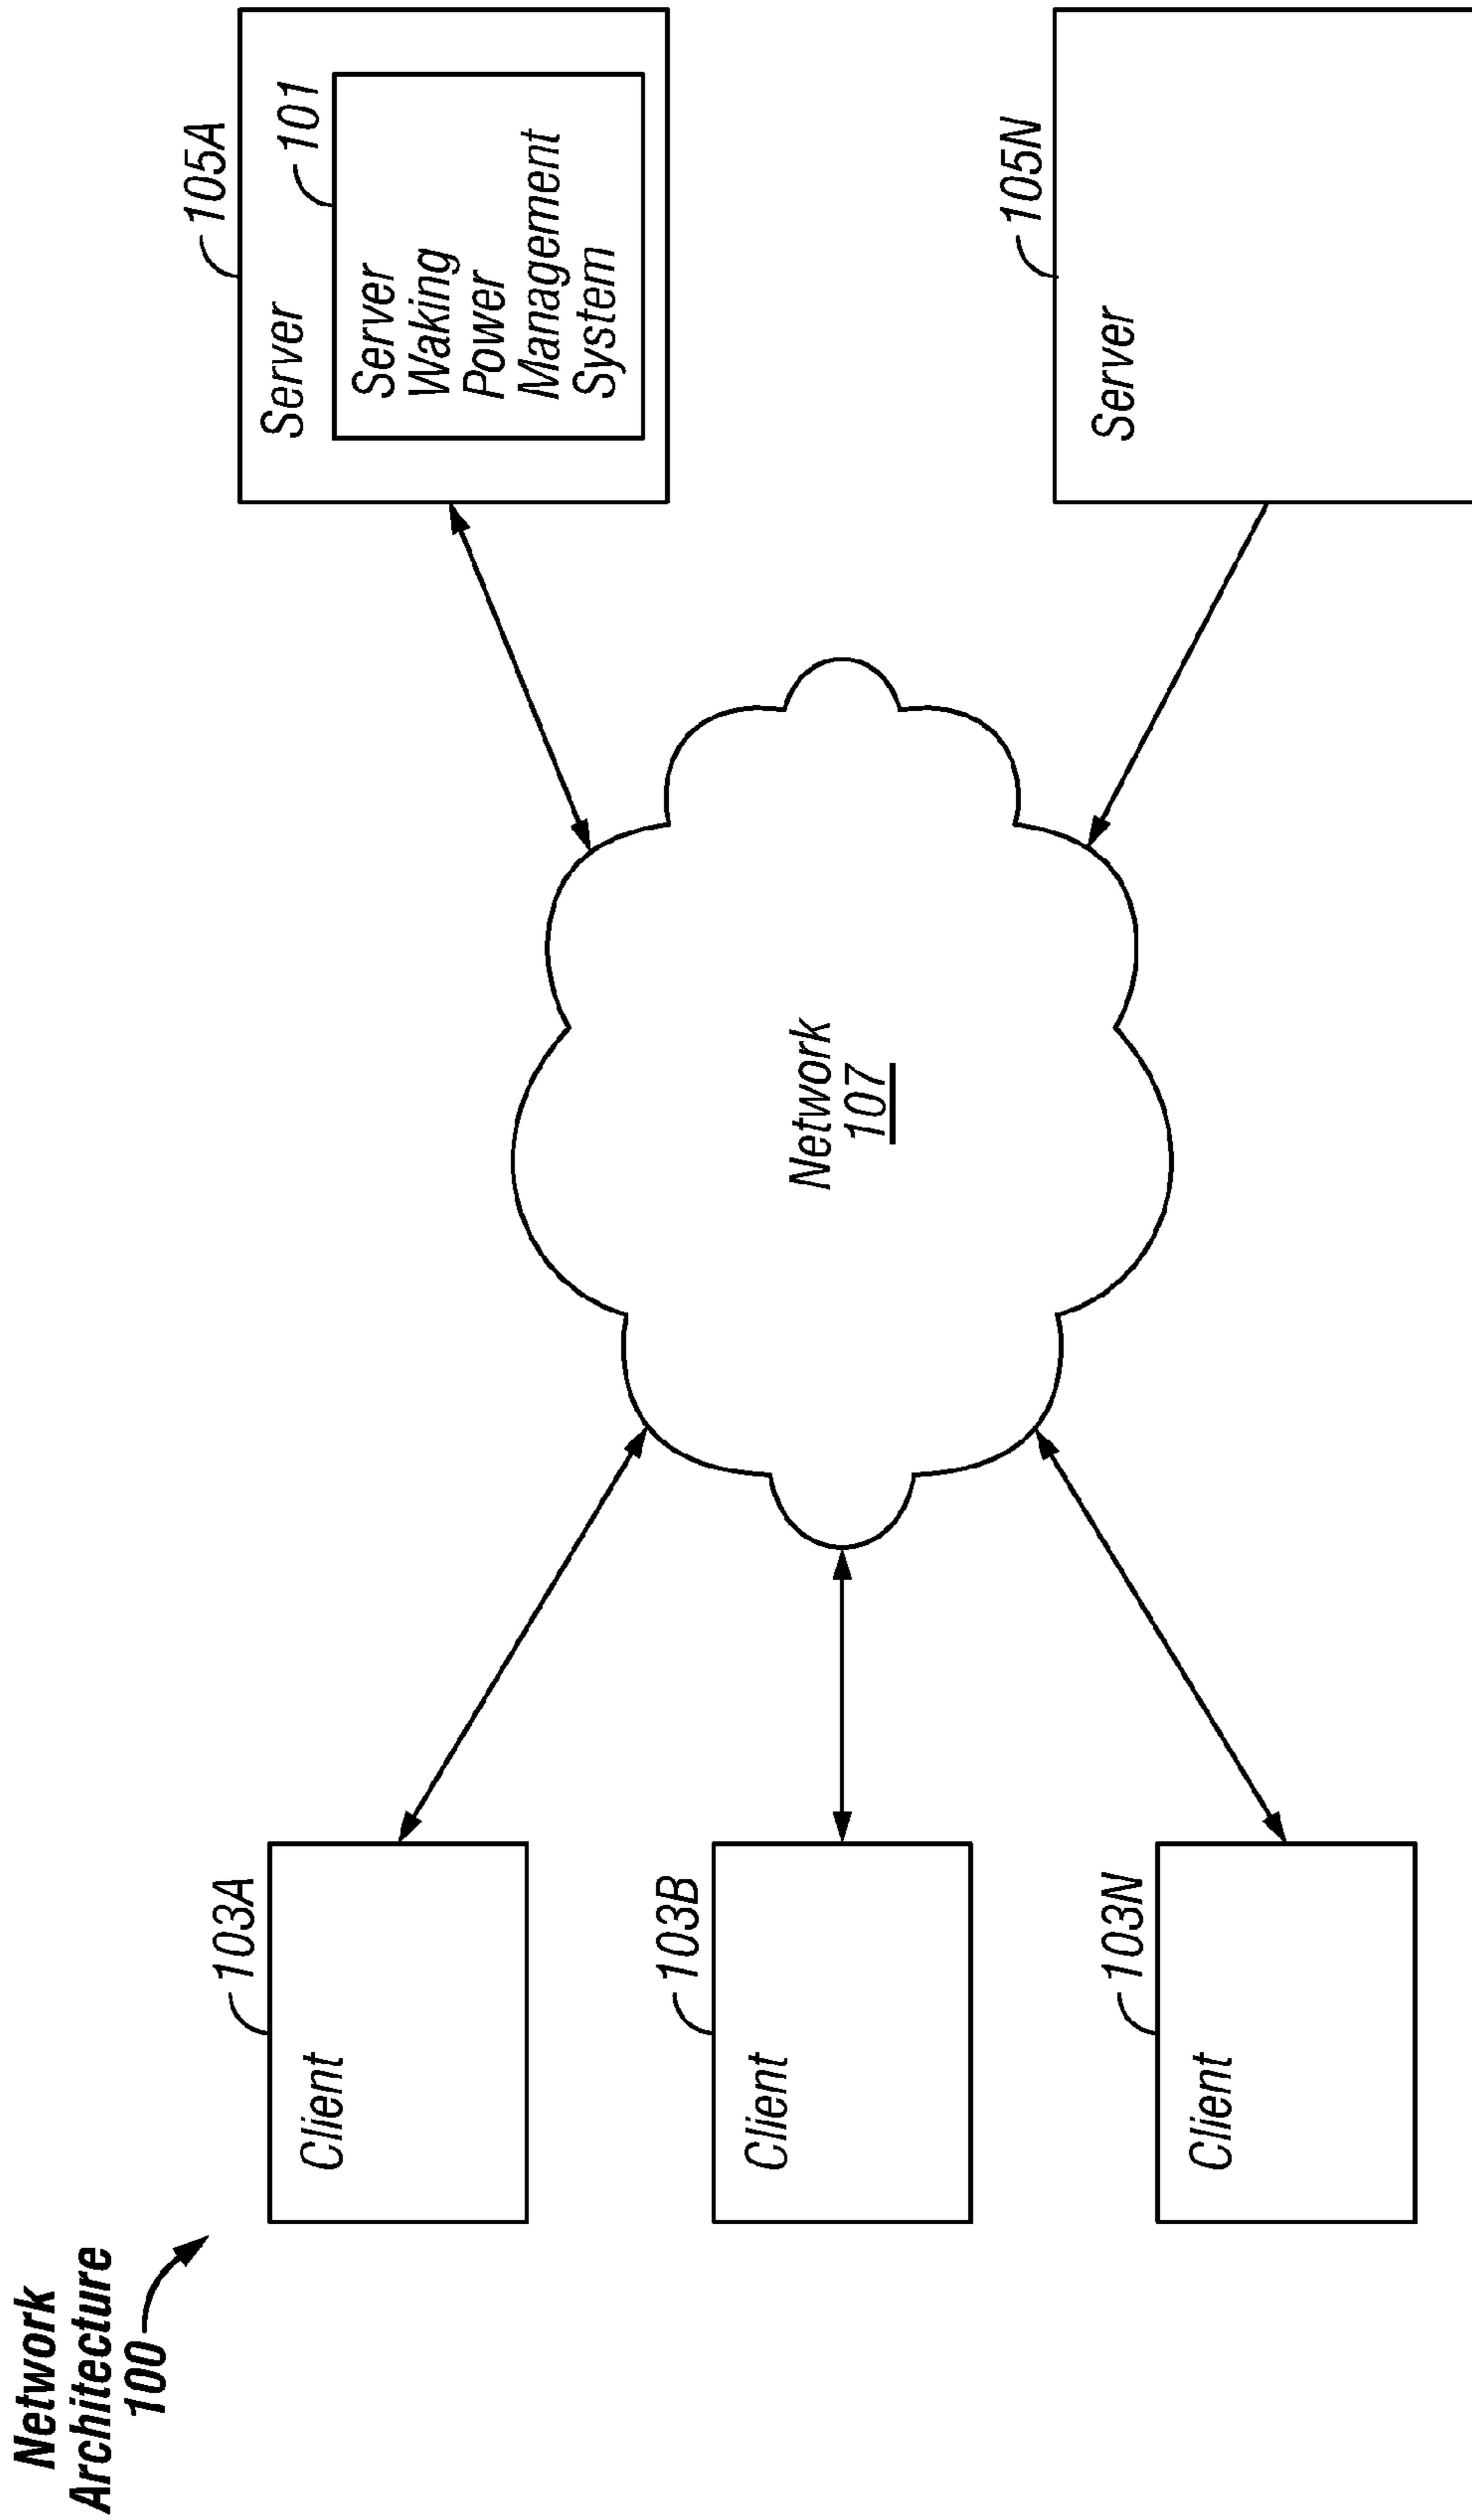 Network
Architecture
100
103A
Client
103B
Client
103N
Client
Network
107
105A
Server
101
Server
Waking
Power
Management
System
105N
Server